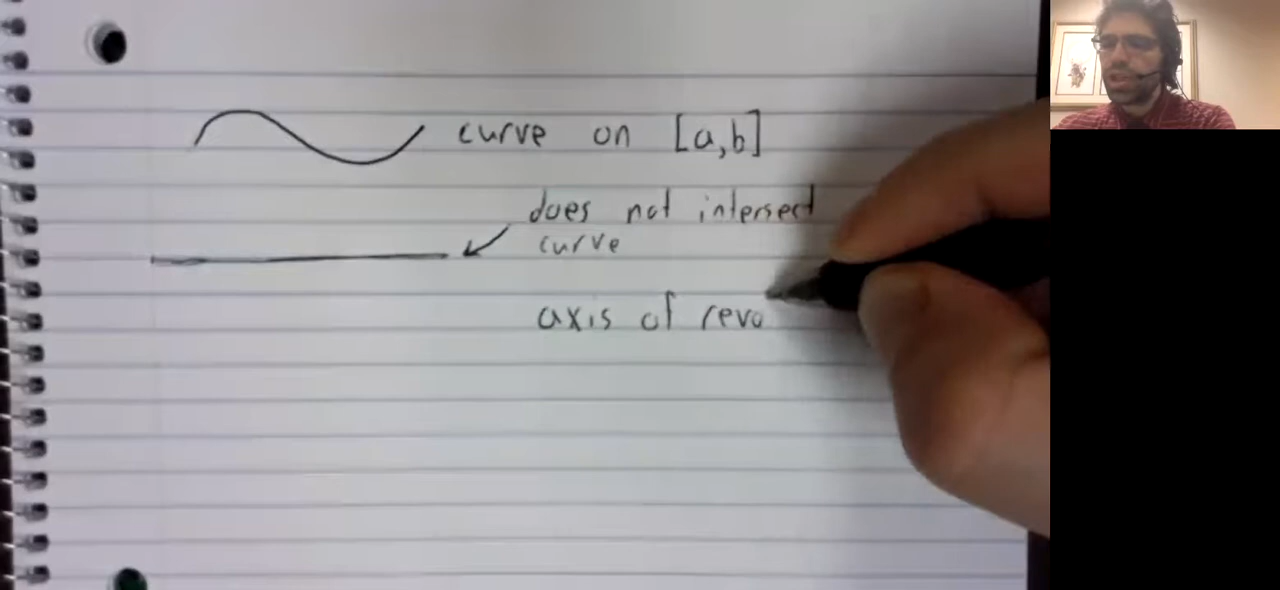 curve on [a,b]
does not intersect
curve
axis of revo